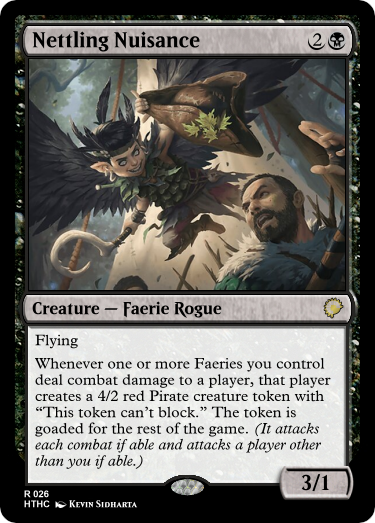 Nettling Nuisance 2
Creature — Faerie Rogue
Flying
Whenever one or more Faeries you control
deal combat damage to a player, that player
creates a 4/2 red Pirate creature token with
“This token can’t block.” The token is
goaded for the rest of the game. (It attacks
each combat if able and attacks a player other
than you if able.)
3/1
R 026
HTHC Kevin Sidharta